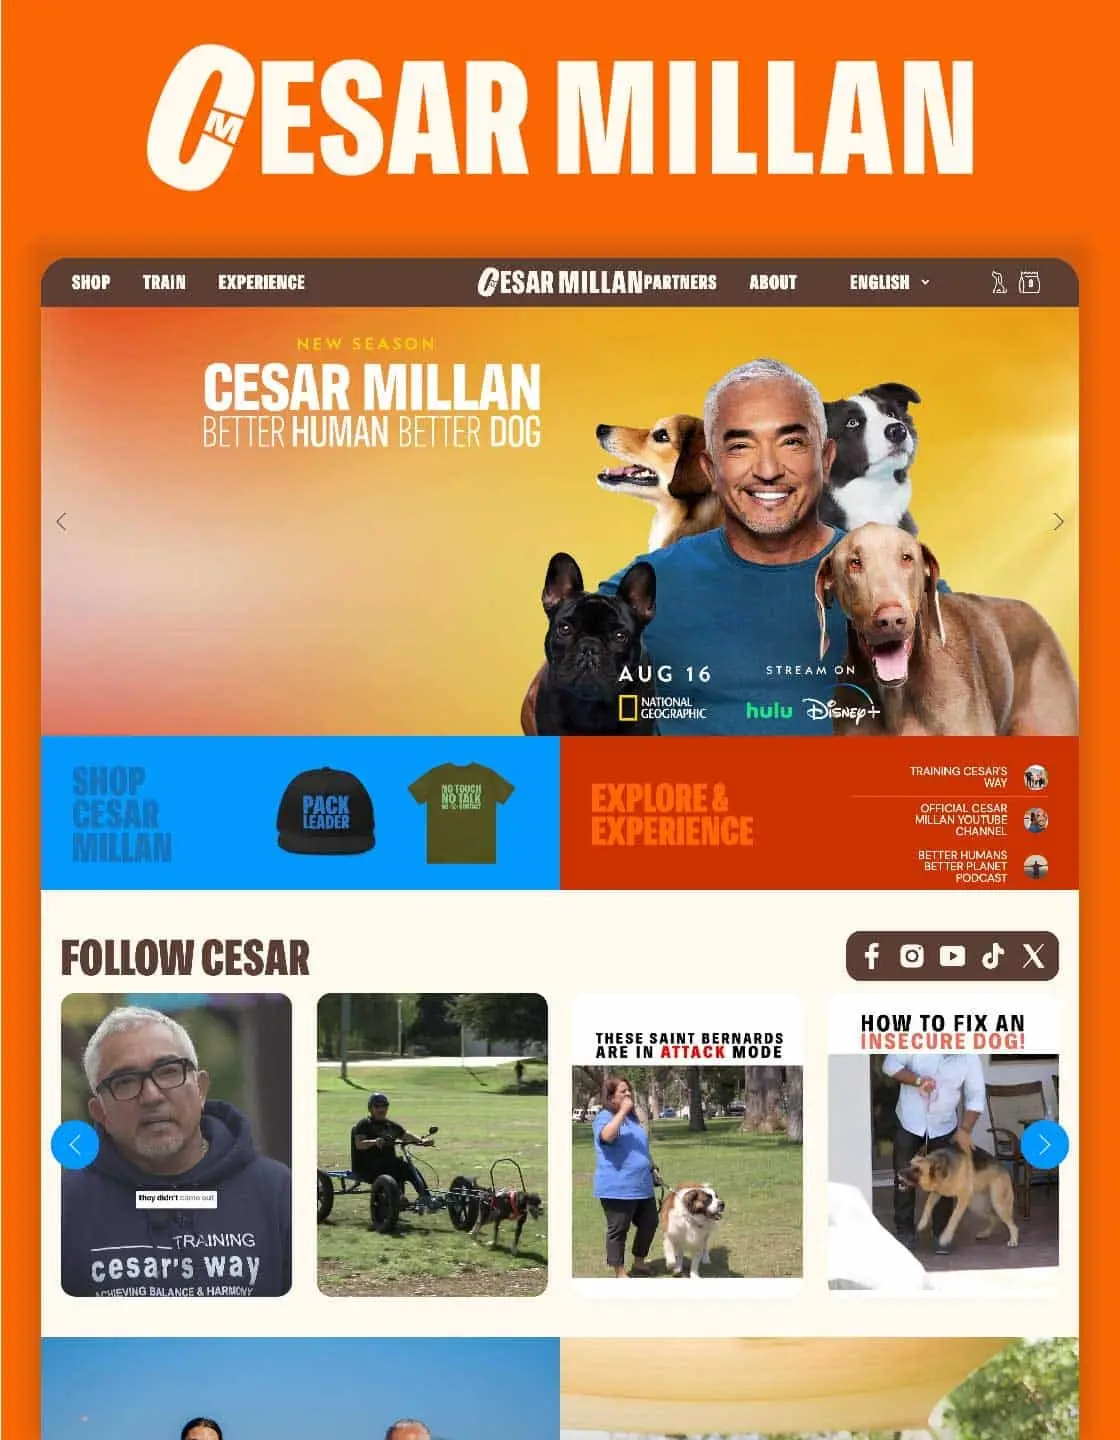 CESAR MILLAN
SHOP TRAIN EXPERIENCE CESAR MILLAN PARTNERS ABOUT ENGLISH 0
NEW SEASON
CESAR MILLAN
BETTER HUMAN BETTER DOG
AUG 16
NATIONAL
GEOGRAPHIC
STREAM ON
hulu Disney+
SHOP
CESAR
MILLAN
PACK
LEADER
NO TOUCH
NO TALK
NO EYE CONTACT
EXPLORE &
EXPERIENCE
TRAINING CESAR'S
WAY
OFFICIAL CESAR
MILLAN YOUTUBE
CHANNEL
BETTER HUMANS
BETTER PLANET
PODCAST
FOLLOW CESAR
they didn't came out
TRAINING
cesar's way
ACHIEVING BALANCE & HARMONY
THESE SAINT BERNARDS
ARE IN ATTACK MODE
HOW TO FIX AN
INSECURE DOG!